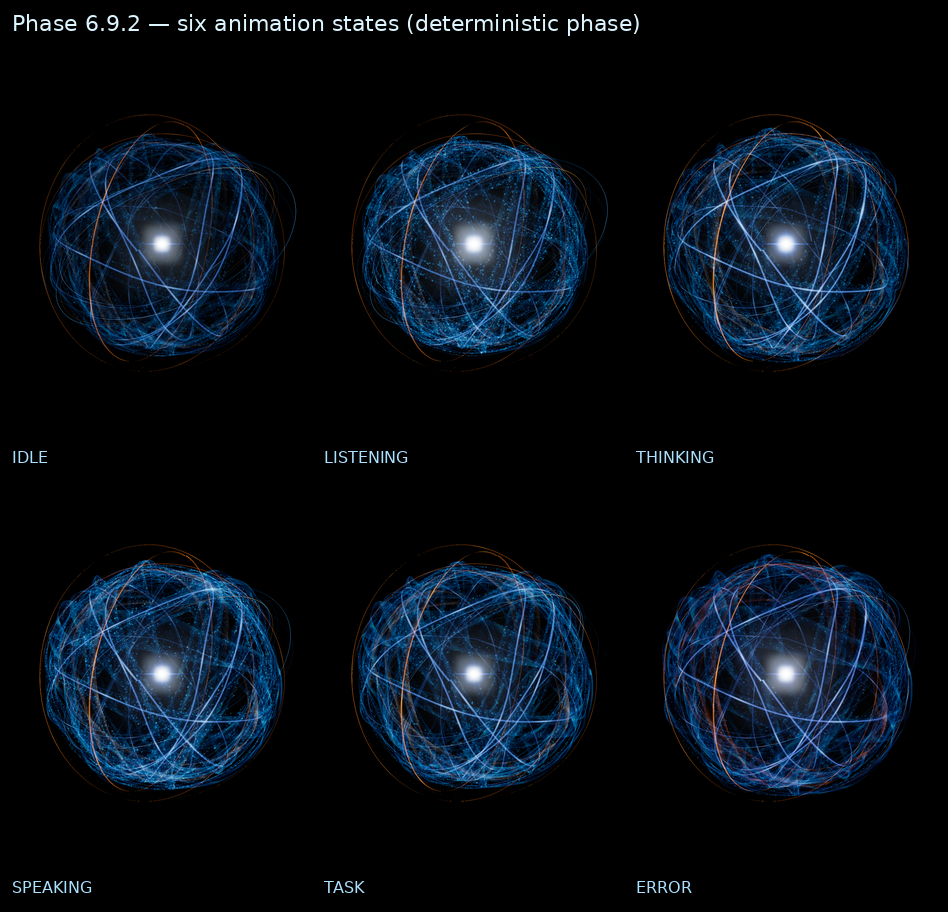 Phase 6.9.2 — six animation states (deterministic phase)
IDLE
LISTENING
THINKING
SPEAKING
TASK
ERROR